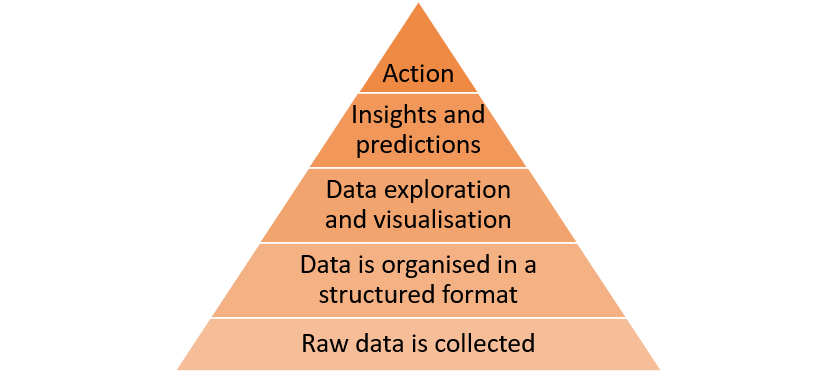 Action
Insights and
predictions
Data exploration
and visualisation
Data is organised in a
structured format
Raw data is collected